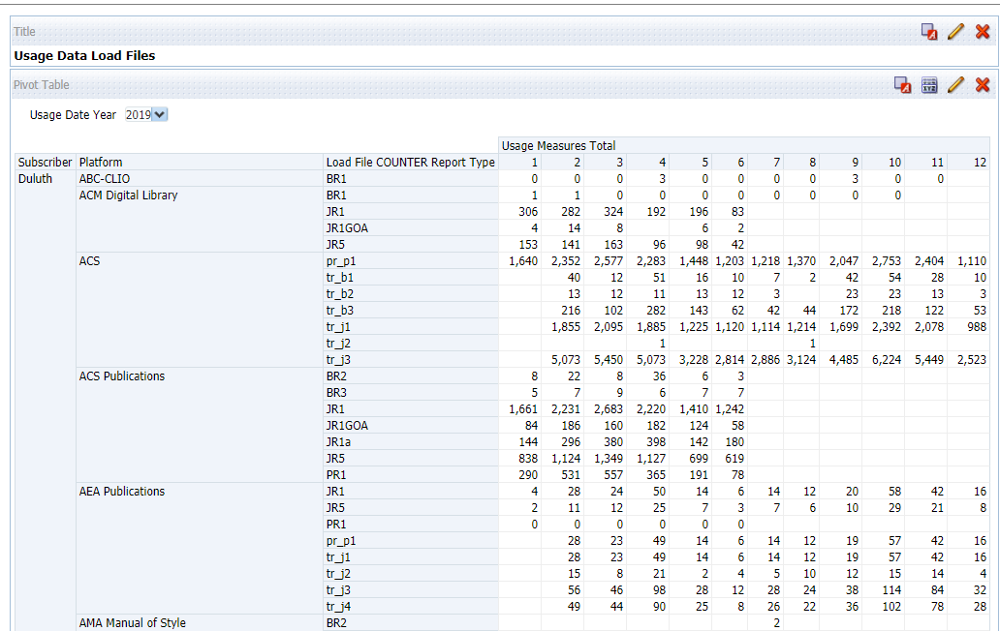 Title
Usage Data Load Files
Pivot Table
Usage Date Year 2019
Usage Measures Total
Subscriber Platform Load File COUNTER Report Type 1 2 3 4 5 6 7 8 9 10 11 12
Duluth ABC-CLIO BR1 0 0 0 3 0 0 0 0 3 0 0
ACM Digital Library BR1 1 1 0 0 0 0 0 0 0 0
JR1 306 282 324 192 196 83
JR1GOA 4 14 8 6 2
JR5 153 141 163 96 98 42
ACS pr_p1 1,640 2,352 2,577 2,283 1,448 1,203 1,218 1,370 2,047 2,753 2,404 1,110
tr_b1 40 12 51 16 10 7 2 42 54 28 10
tr_b2 13 12 11 13 12 3 23 23 13 3
tr_b3 216 102 282 143 62 42 44 172 218 122 53
tr_j1 1,855 2,095 1,885 1,225 1,120 1,114 1,214 1,699 2,392 2,078 988
tr_j2 1 1
tr_j3 5,073 5,450 5,073 3,228 2,814 2,886 3,124 4,485 6,224 5,449 2,523
ACS Publications BR2 8 22 8 36 6 3
BR3 5 7 9 6 7 7
JR1 1,661 2,231 2,683 2,220 1,410 1,242
JR1GOA 84 186 160 182 124 58
JR1a 144 296 380 398 142 180
JR5 838 1,124 1,349 1,127 699 619
PR1 290 531 557 365 191 78
AEA Publications JR1 4 28 24 50 14 6 14 12 20 58 42 16
JR5 2 11 12 25 7 3 7 6 10 29 21 8
PR1 0 0 0 0 0 0
pr_p1 28 23 49 14 6 14 12 19 57 42 16
tr_j1 28 23 49 14 6 14 12 19 57 42 16
tr_j2 15 8 21 2 4 5 10 12 15 14 4
tr_j3 56 46 98 28 12 28 24 38 114 84 32
tr_j4 49 44 90 25 8 26 22 36 102 78 28
AMA Manual of Style BR2 2